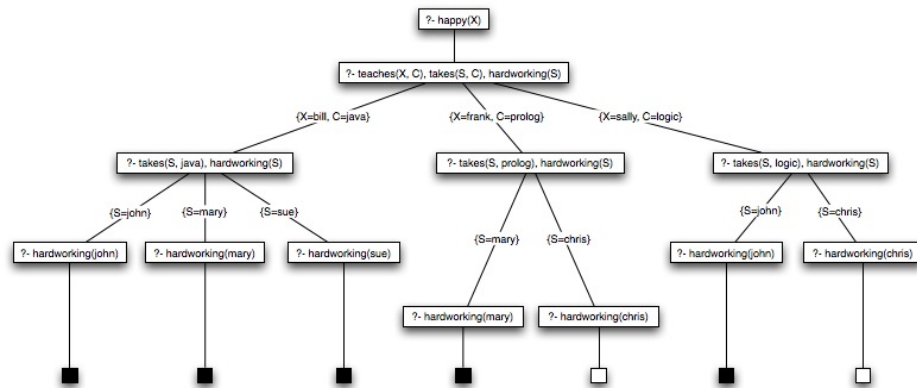 ?- happy(X)
?- teaches(X, C), takes(S, C), hardworking(S)
{X=bill, C=java}
{X=frank, C=prolog}
{X=sally, C=logic}
?- takes(S, java), hardworking(S)
?- takes(S, prolog), hardworking(S)
?- takes(S, logic), hardworking(S)
{S=john}
{S=mary}
{S=sue}
{S=mary}
{S=chris}
{S=john}
{S=chris}
?- hardworking(john)
?- hardworking(mary)
?- hardworking(sue)
?- hardworking(john)
?- hardworking(chris)
?- hardworking(mary)
?- hardworking(chris)